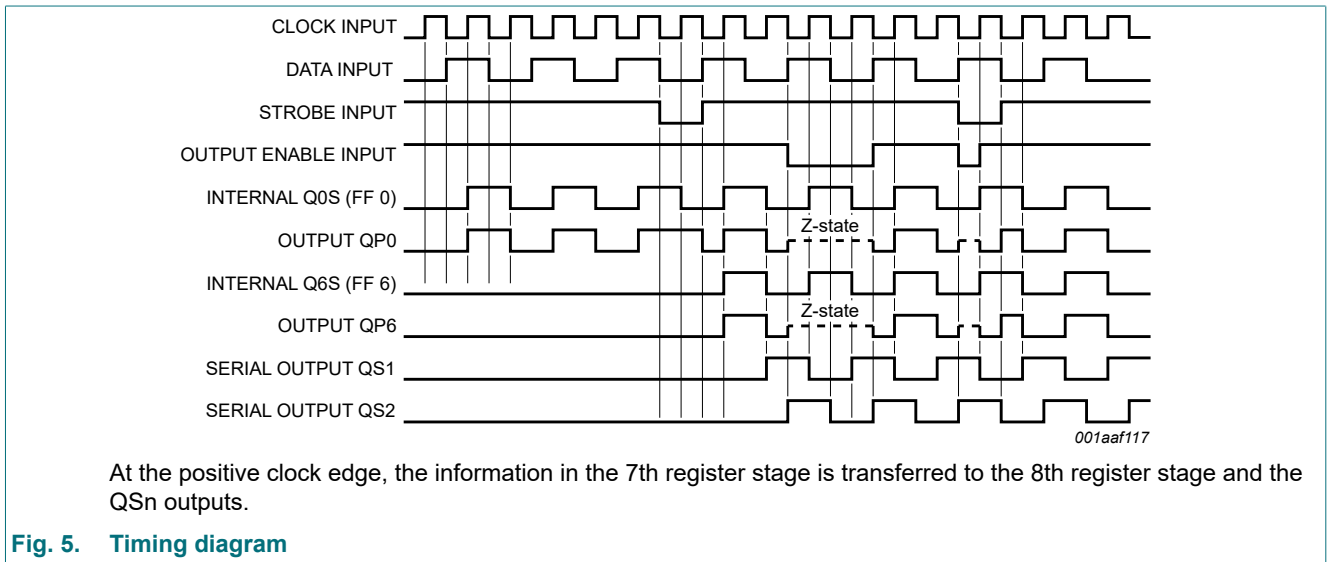 CLOCK INPUT
DATA INPUT
STROBE INPUT
OUTPUT ENABLE INPUT
INTERNAL Q0S (FF 0)
Z-state
OUTPUT QP0
INTERNAL Q6S (FF 6)
Z-state
OUTPUT QP6
SERIAL OUTPUT QS1
SERIAL OUTPUT QS2
001aaf117
At the positive clock edge, the information in the 7th register stage is transferred to the 8th register stage and the
QSn outputs.
Fig. 5. Timing diagram